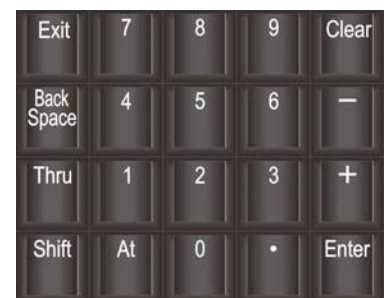 Exit 7 8 9 Clear
Back
Space 4 5 6 −
Thru 1 2 3 +
Shift At 0 • Enter